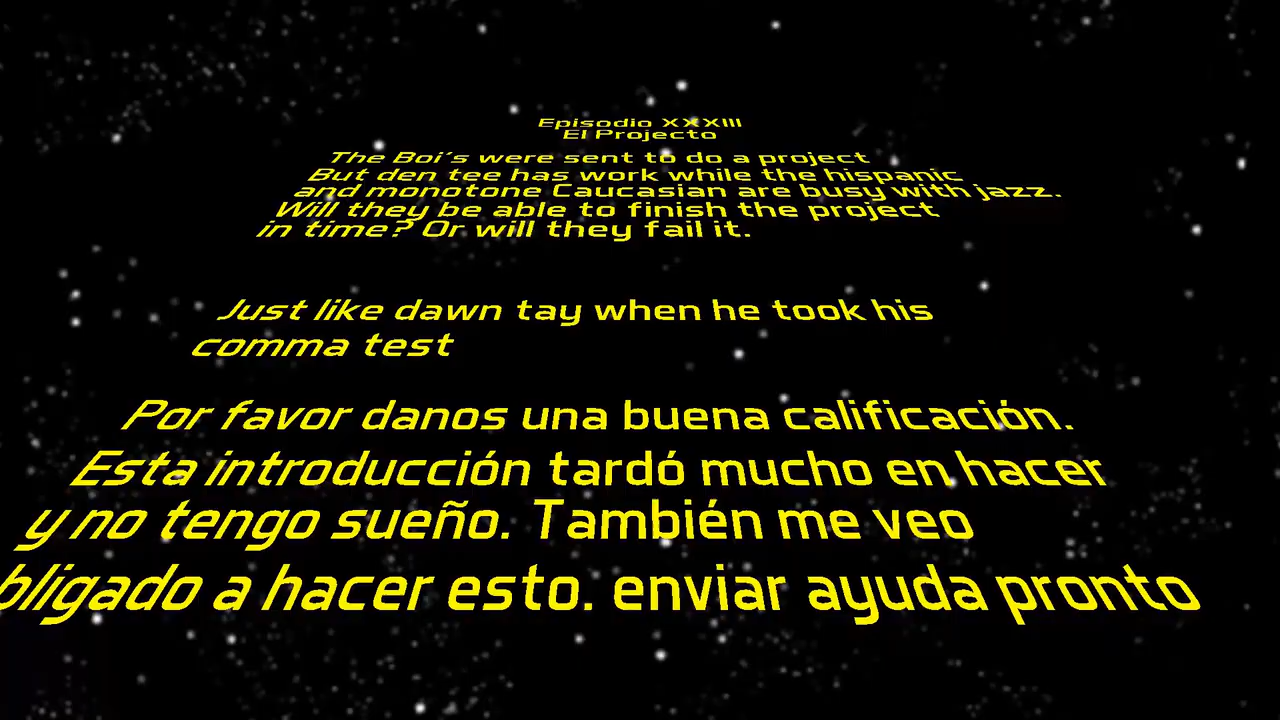 Episodio XXXIII
El Projecto
The Boi's were sent to do a project
But den tee has work while the hispanic
and monotone Caucasian are busy with jazz.
Will they be able to finish the project
in time? Or will they fail it.
Just like dawn tay when he took his
comma test
Por favor danos una buena calificación.
Esta introducción tardó mucho en hacer
y no tengo sueño. También me veo
bligado a hacer esto. enviar ayuda pronto